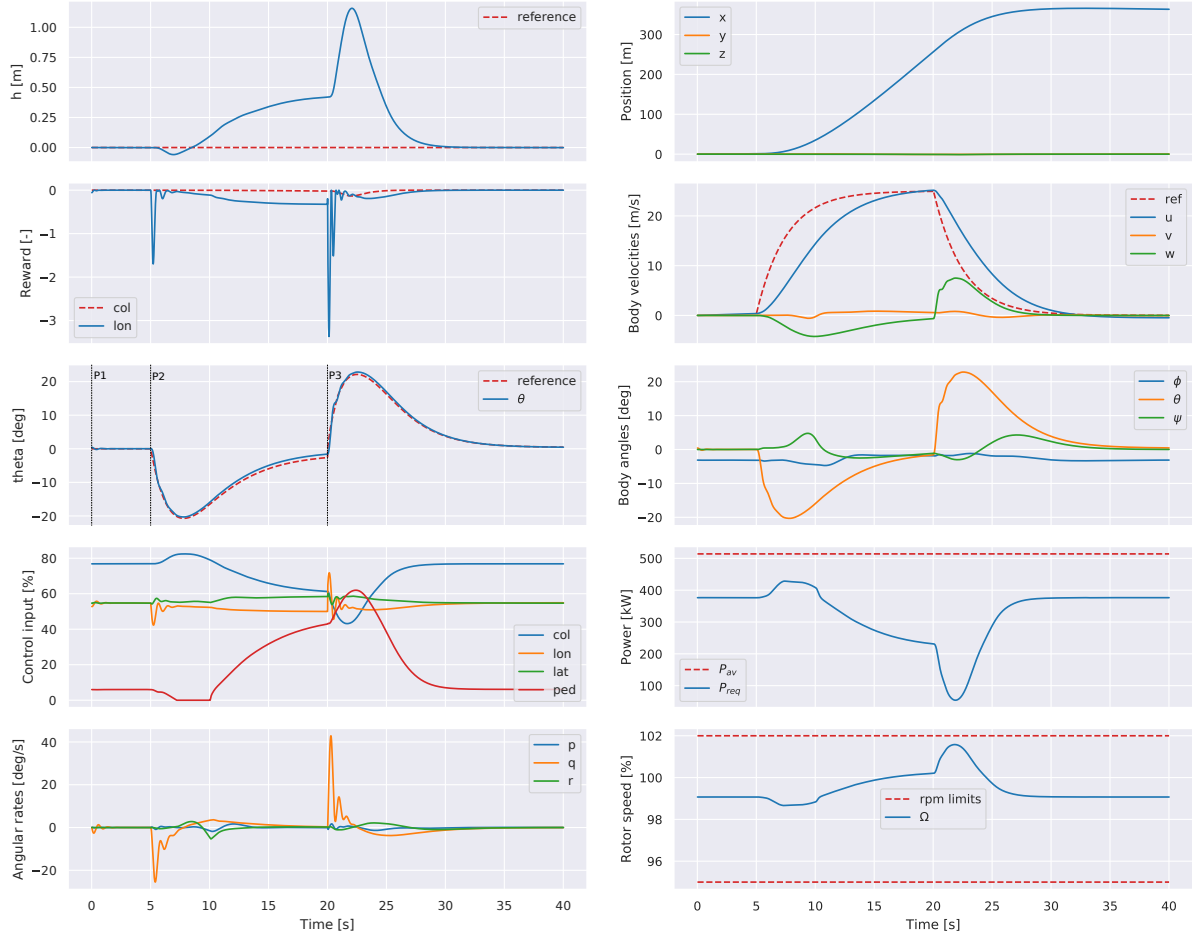 1.00
0.75
0.50
0.25
0.00
h [m]
reference
300
200
100
0
Position [m]
x
y
z
0
−1
−2
−3
Reward [-]
col
lon
20
10
0
Body velocities [m/s]
ref
u
v
w
20
10
0
−10
−20
theta [deg]
P1
P2
P3
reference
θ
20
10
0
−10
−20
Body angles [deg]
ϕ
θ
ψ
80
60
40
20
0
Control input [%]
col
lon
lat
ped
500
400
300
200
100
Power [kW]
P_av
P_req
40
20
0
−20
Angular rates [deg/s]
p
q
r
0 5 10 15 20 25 30 35 40
Time [s]
102
100
98
96
Rotor speed [%]
rpm limits
Ω
0 5 10 15 20 25 30 35 40
Time [s]